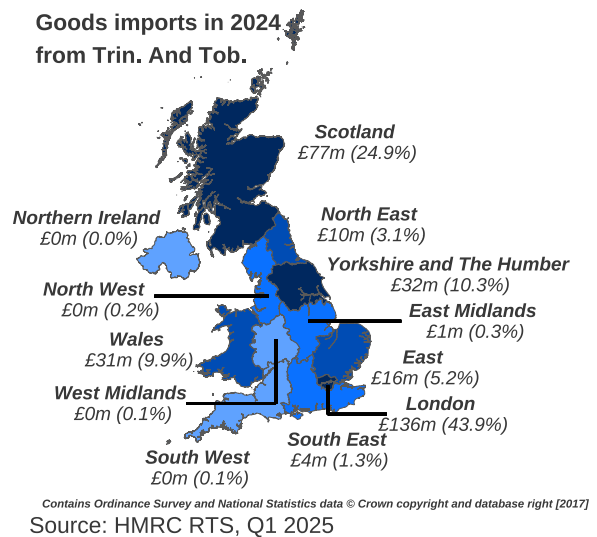 Goods imports in 2024
from Trin. And Tob.
Scotland
£77m (24.9%)
Northern Ireland
£0m (0.0%)
North East
£10m (3.1%)
Yorkshire and The Humber
£32m (10.3%)
North West
£0m (0.2%)
East Midlands
£1m (0.3%)
Wales
£31m (9.9%)
East
£16m (5.2%)
West Midlands
£0m (0.1%)
London
£136m (43.9%)
South East
£4m (1.3%)
South West
£0m (0.1%)
Contains Ordinance Survey and National Statistics data © Crown copyright and database right [2017]
Source: HMRC RTS, Q1 2025